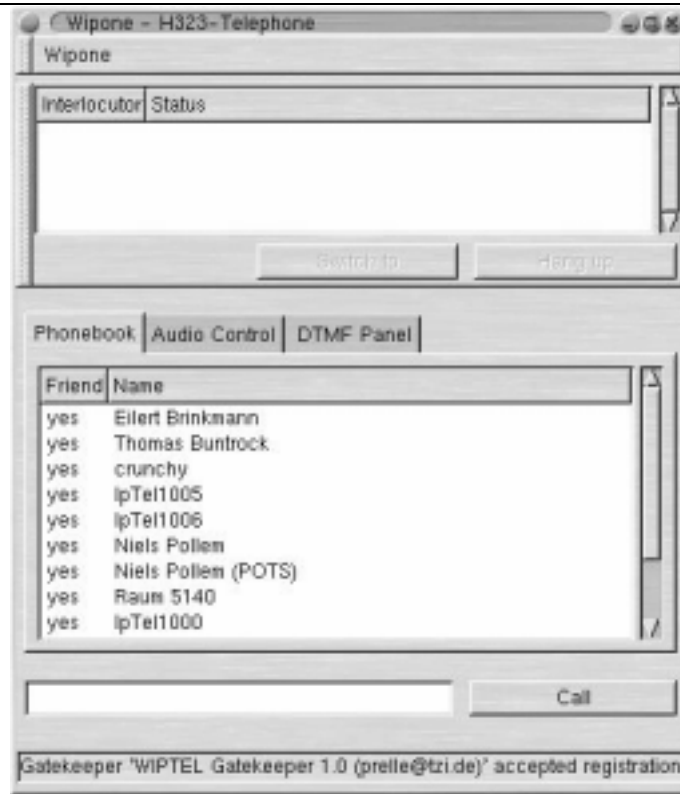 Wipone - H323-Telephone
Wipone
Interlocutor Status
Switch to Hang up
Phonebook Audio Control DTMF Panel
Friend Name
yes Eilert Brinkmann
yes Thomas Buntrock
yes crunchy
yes IpTel1005
yes IpTel1006
yes Niels Pollem
yes Niels Pollem (POTS)
yes Raum 5140
yes IpTel1000
Call
Gatekeeper 'WIPTEL Gatekeeper 1.0 (prelle@tzi.de)' accepted registration